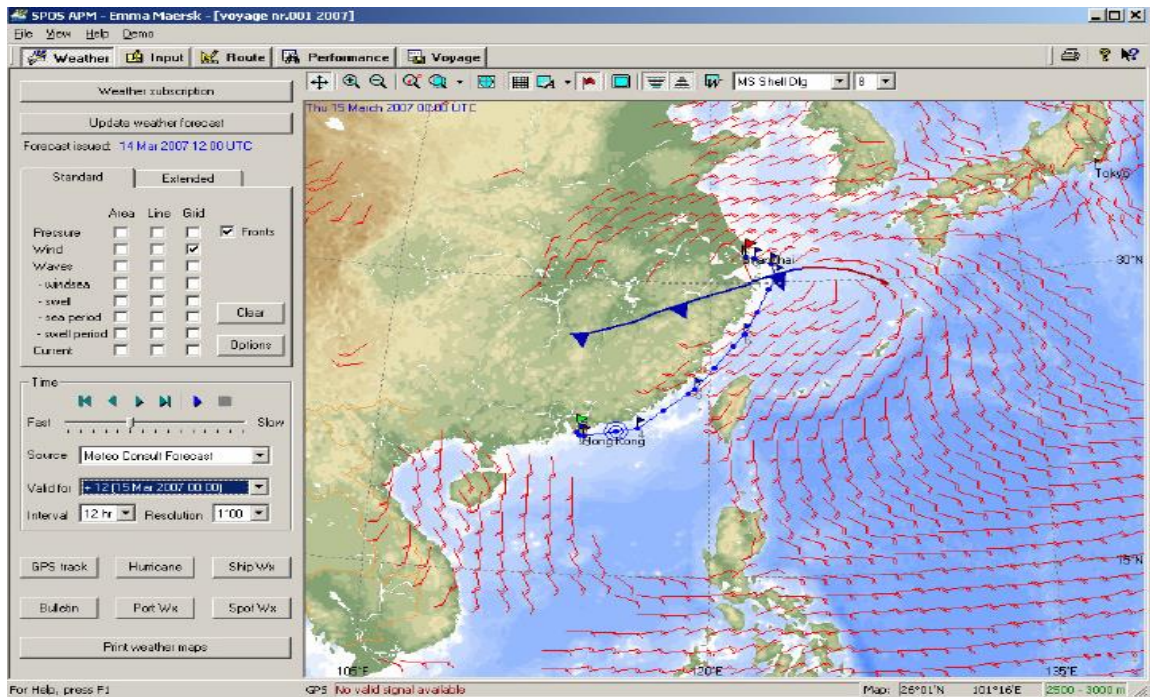 SPOS APM - Emma Maersk - [voyage nr.001 2007]
File View Help Demo
Weather Input Route Performance Voyage
MS Shell Dlg 8
Weather subscription
Update weather forecast
Forecast issued: 14 Mar 2007 12:00 UTC
Standard Extended
Area Line Grid
Pressure Fronts
Wind
Waves
- windsea
- swell
- sea period Clear
- swell period
Current Options
Time
Fast Slow
Source Meteo Consult Forecast
Valid for + 12 (15 Mar 2007 00:00)
Interval 12 hr Resolution 1°00
GPS track Hurricane Ship Wx
Bulletin Port Wx Spot Wx
Print weather maps
Thu 15 March 2007 00:00 UTC
Tokyo
Shanghai
30°N
Hong Kong
15°N
105°E 120°E 135°E
For Help, press F1 GPS No valid signal available Map: 26°01'N 101°16'E 2500 - 3000 m